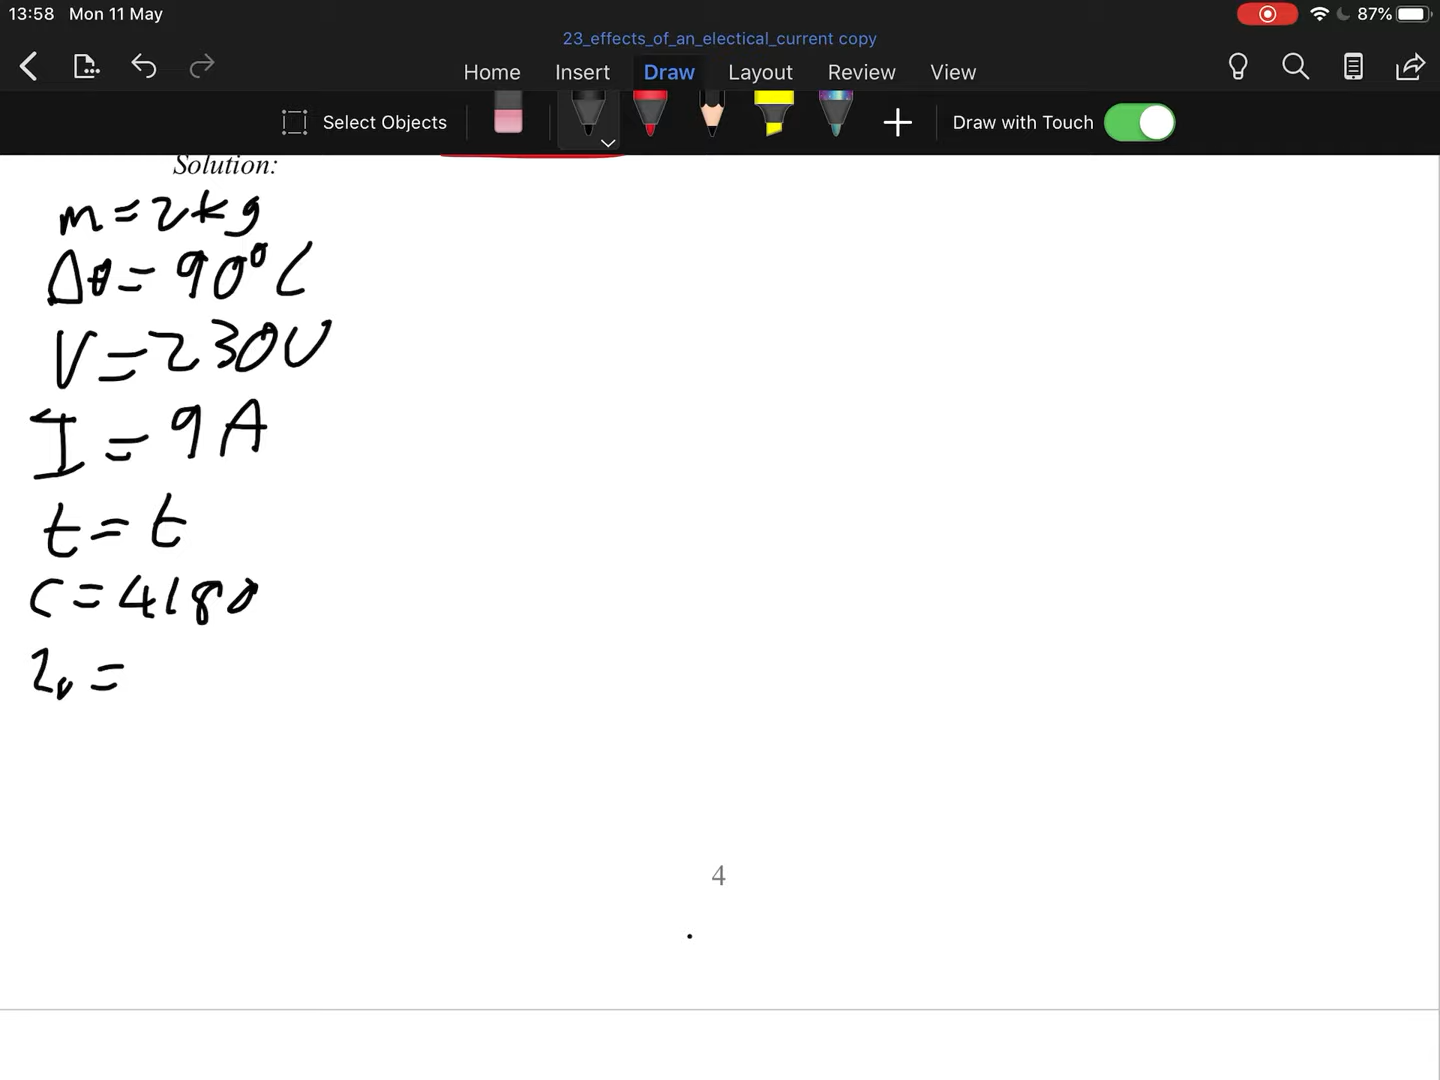 13:58 Mon 11 May
87%
23_effects_of_an_electical_current copy
Home Insert Draw Layout Review View
Select Objects
Draw with Touch
Solution:
m = 2kg
Δθ = 90°C
V = 230V
I = 9A
t = t
C = 4180
=
4